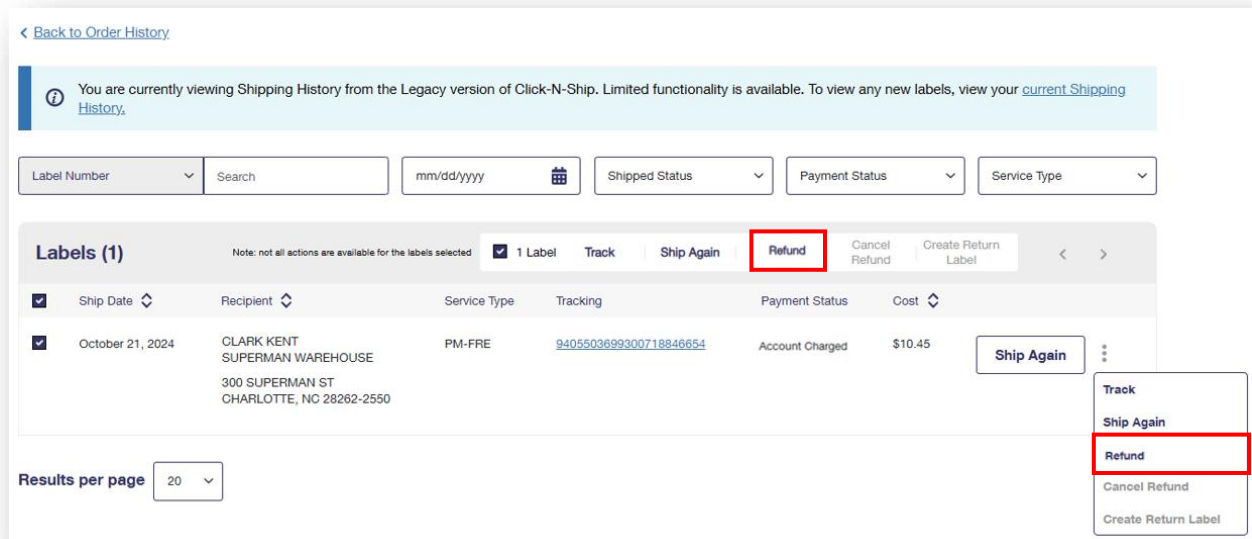 Back to Order History
You are currently viewing Shipping History from the Legacy version of Click-N-Ship. Limited functionality is available. To view any new labels, view your current Shipping
History.
Label Number Search mm/dd/yyyy Shipped Status Payment Status Service Type
Labels (1) Note: not all actions are available for the labels selected 1 Label Track Ship Again Refund Cancel Refund Create Return Label
Ship Date Recipient Service Type Tracking Payment Status Cost
October 21, 2024 CLARK KENT PM-FRE 9405503699300718846654 Account Charged $10.45 Ship Again
SUPERMAN WAREHOUSE
300 SUPERMAN ST
CHARLOTTE, NC 28262-2550
Track
Ship Again
Refund
Cancel Refund
Create Return Label
Results per page 20